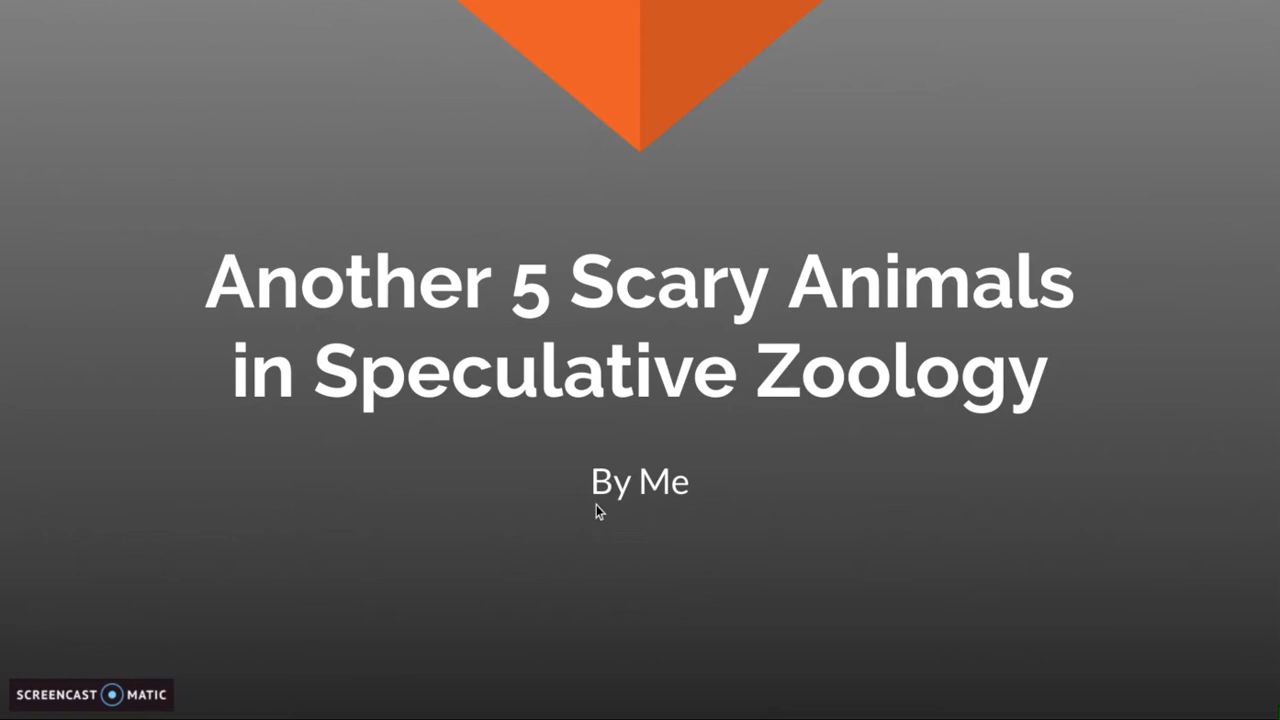 Another 5 Scary Animals
in Speculative Zoology
By Me
SCREENCAST MATIC